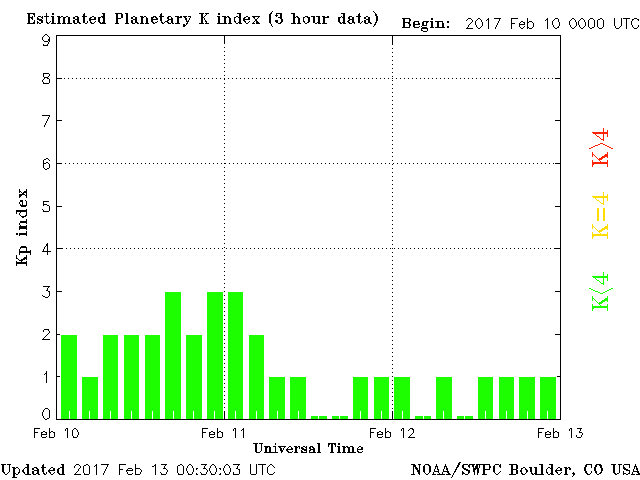 Estimated Planetary K index (3 hour data)
Begin: 2017 Feb 10 0000 UTC
9
8
7
6
5
4
3
2
1
0
Kp index
K>4
K=4
K<4
Feb 10 Feb 11 Feb 12 Feb 13
Universal Time
Updated 2017 Feb 13 00:30:03 UTC
NOAA/SWPC Boulder, CO USA